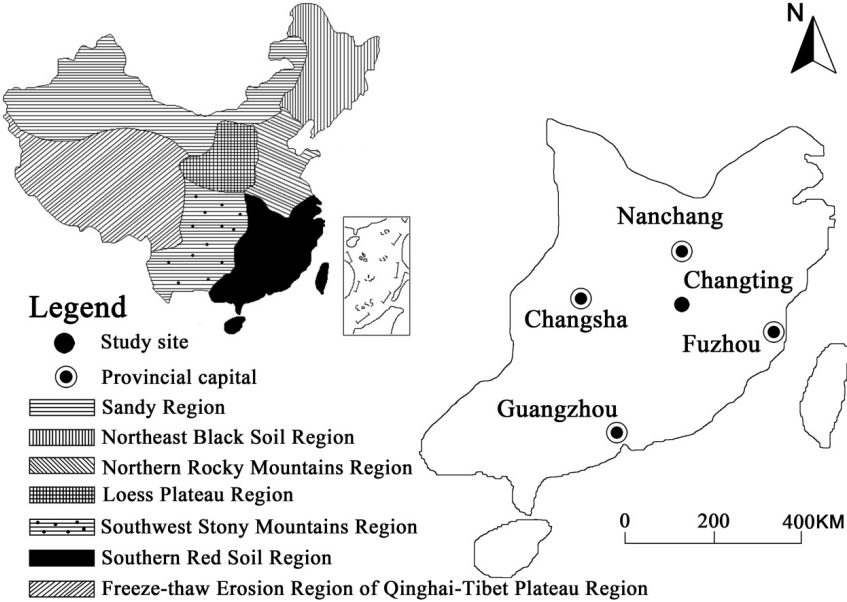 N
Nanchang
Changting
Changsha
Fuzhou
Guangzhou
Legend
Study site
Provincial capital
Sandy Region
Northeast Black Soil Region
Northern Rocky Mountains Region
Loess Plateau Region
Southwest Stony Mountains Region
Southern Red Soil Region
Freeze-thaw Erosion Region of Qinghai-Tibet Plateau Region
0 200 400KM